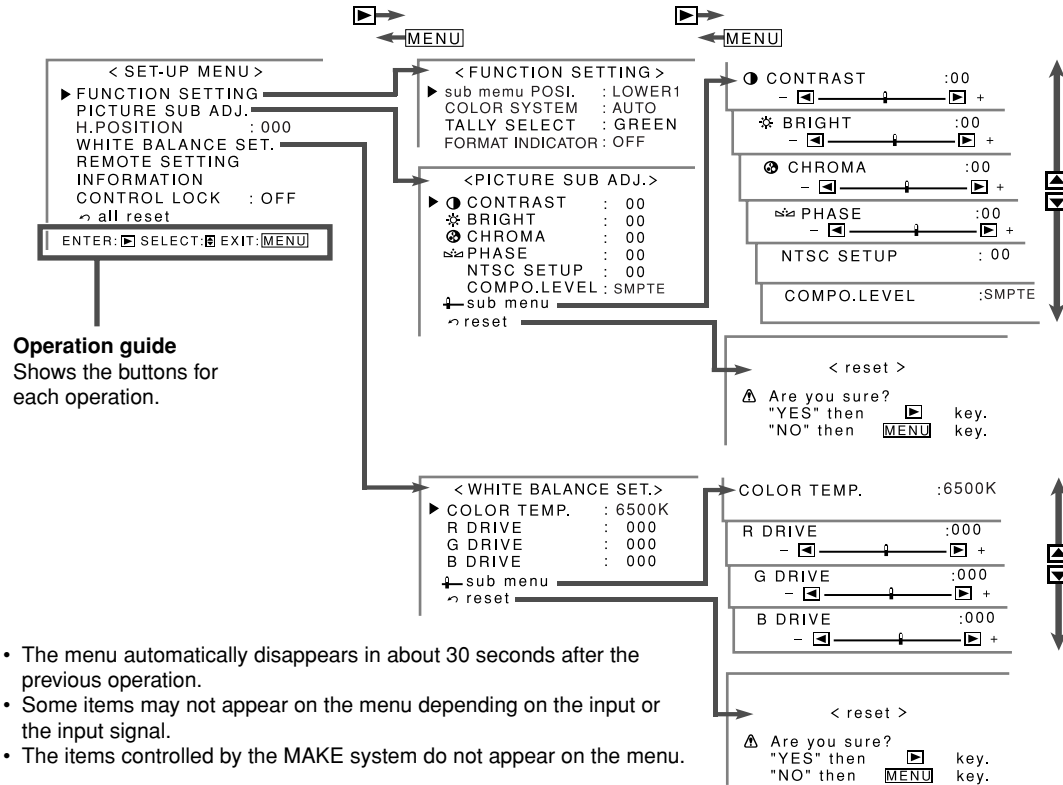 ▶ → ▶ →
← MENU ← MENU
< SET-UP MENU >
▶ FUNCTION SETTING
PICTURE SUB ADJ.
H.POSITION : 000
WHITE BALANCE SET.
REMOTE SETTING
INFORMATION
CONTROL LOCK : OFF
all reset
ENTER: ▶ SELECT: EXIT: MENU
Operation guide
Shows the buttons for
each operation.
< FUNCTION SETTING >
▶ sub memu POSI. : LOWER1
COLOR SYSTEM : AUTO
TALLY SELECT : GREEN
FORMAT INDICATOR : OFF
<PICTURE SUB ADJ.>
▶ CONTRAST : 00
BRIGHT : 00
CHROMA : 00
PHASE : 00
NTSC SETUP : 00
COMPO.LEVEL : SMPTE
sub menu
reset
CONTRAST :00
– ◀ ▶ +
BRIGHT :00
– ◀ ▶ +
CHROMA :00
– ◀ ▶ +
PHASE :00
– ◀ ▶ +
NTSC SETUP : 00
COMPO.LEVEL :SMPTE
< reset >
⚠ Are you sure?
"YES" then ▶ key.
"NO" then MENU key.
< WHITE BALANCE SET.>
▶ COLOR TEMP. : 6500K
R DRIVE : 000
G DRIVE : 000
B DRIVE : 000
sub menu
reset
COLOR TEMP. :6500K
R DRIVE :000
– ◀ ▶ +
G DRIVE :000
– ◀ ▶ +
B DRIVE :000
– ◀ ▶ +
< reset >
⚠ Are you sure?
"YES" then ▶ key.
"NO" then MENU key.
• The menu automatically disappears in about 30 seconds after the
previous operation.
• Some items may not appear on the menu depending on the input or
the input signal.
• The items controlled by the MAKE system do not appear on the menu.